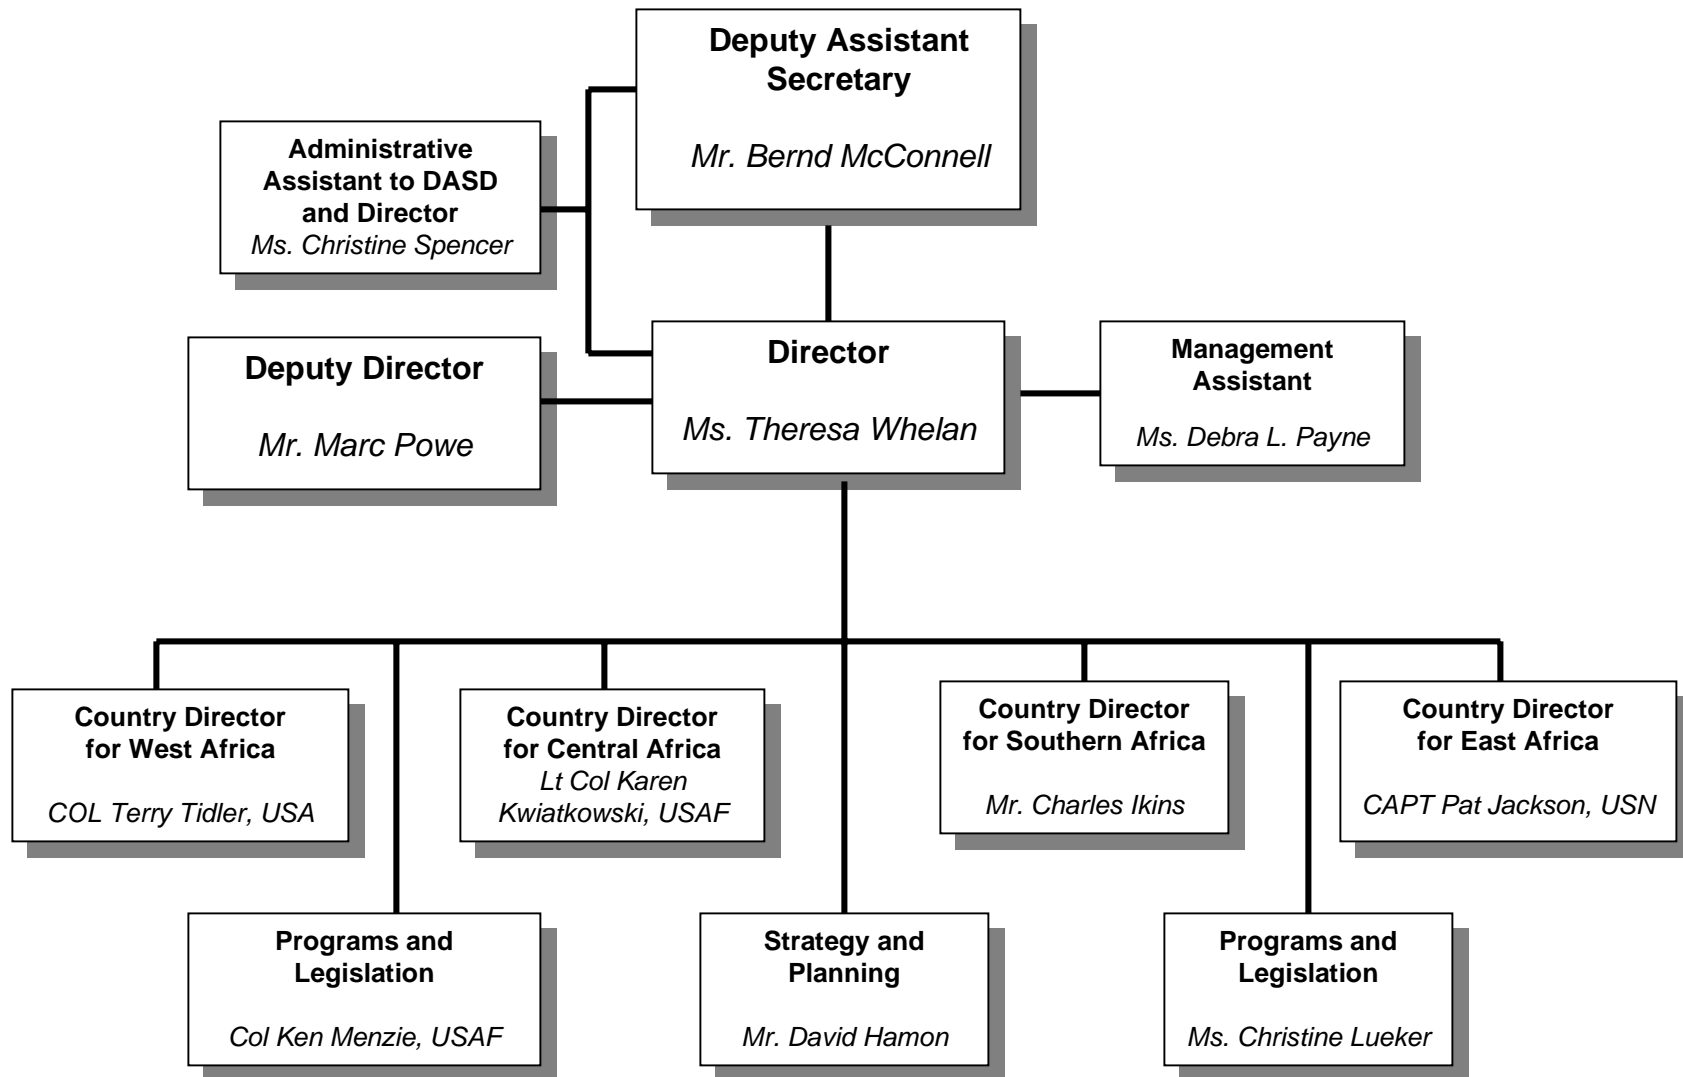 Deputy Assistant
Secretary
Mr. Bernd McConnell
Administrative
Assistant to DASD
and Director
Ms. Christine Spencer
Deputy Director
Mr. Marc Powe
Director
Ms. Theresa Whelan
Management
Assistant
Ms. Debra L. Payne
Country Director
for West Africa
COL Terry Tidler, USA
Country Director
for Central Africa
Lt Col Karen
Kwiatkowski, USAF
Country Director
for Southern Africa
Mr. Charles Ikins
Country Director
for East Africa
CAPT Pat Jackson, USN
Programs and
Legislation
Col Ken Menzie, USAF
Strategy and
Planning
Mr. David Hamon
Programs and
Legislation
Ms. Christine Lueker